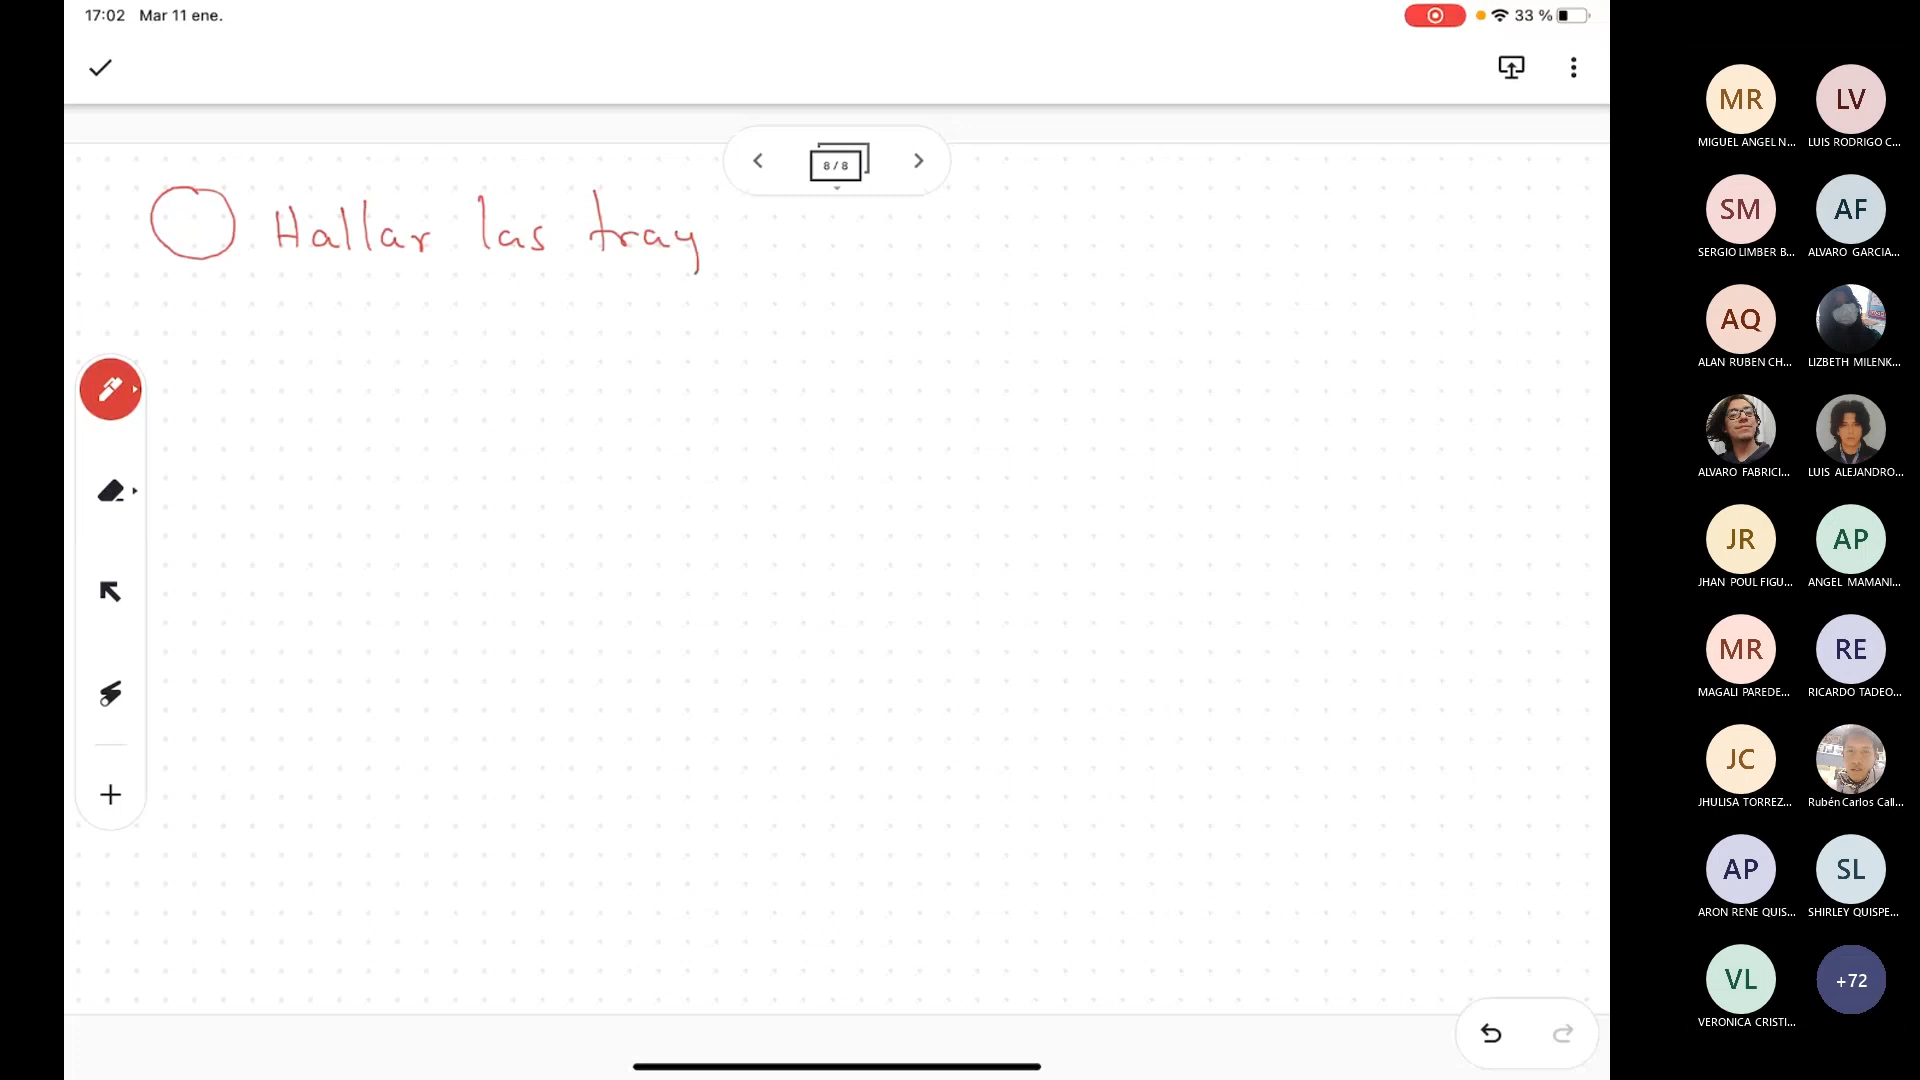 17:02 Mar 11 ene.
33 %
8 / 8
Hallar las tray
MR
LV
MIGUEL ANGEL N...
LUIS RODRIGO C...
SM
AF
SERGIO LIMBER B...
ALVARO GARCIA...
AQ
ALAN RUBEN CH...
LIZBETH MILENK...
ALVARO FABRICI...
LUIS ALEJANDRO...
JR
AP
JHAN POUL FIGU...
ANGEL MAMANI...
MR
RE
MAGALI PAREDE...
RICARDO TADEO...
JC
JHULISA TORREZ...
Rubén Carlos Call...
AP
SL
ARON RENE QUIS...
SHIRLEY QUISPE...
VL
+72
VERONICA CRISTI...